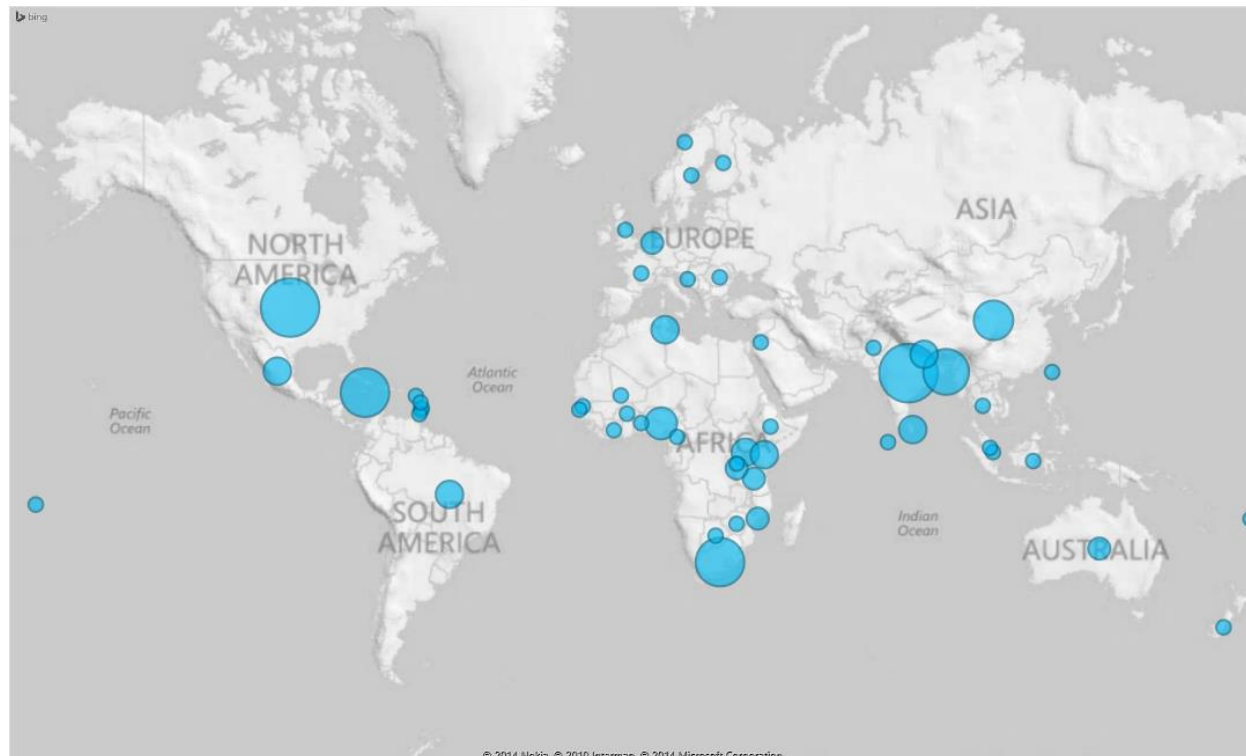 bing
NORTH
AMERICA
ASIA
EUROPE
Atlantic
Ocean
Pacific
Ocean
AFRICA
SOUTH
AMERICA
Indian
Ocean
AUSTRALIA
© 2014 Nokia, © 2010 Intermap, © 2014 Microsoft Corporation